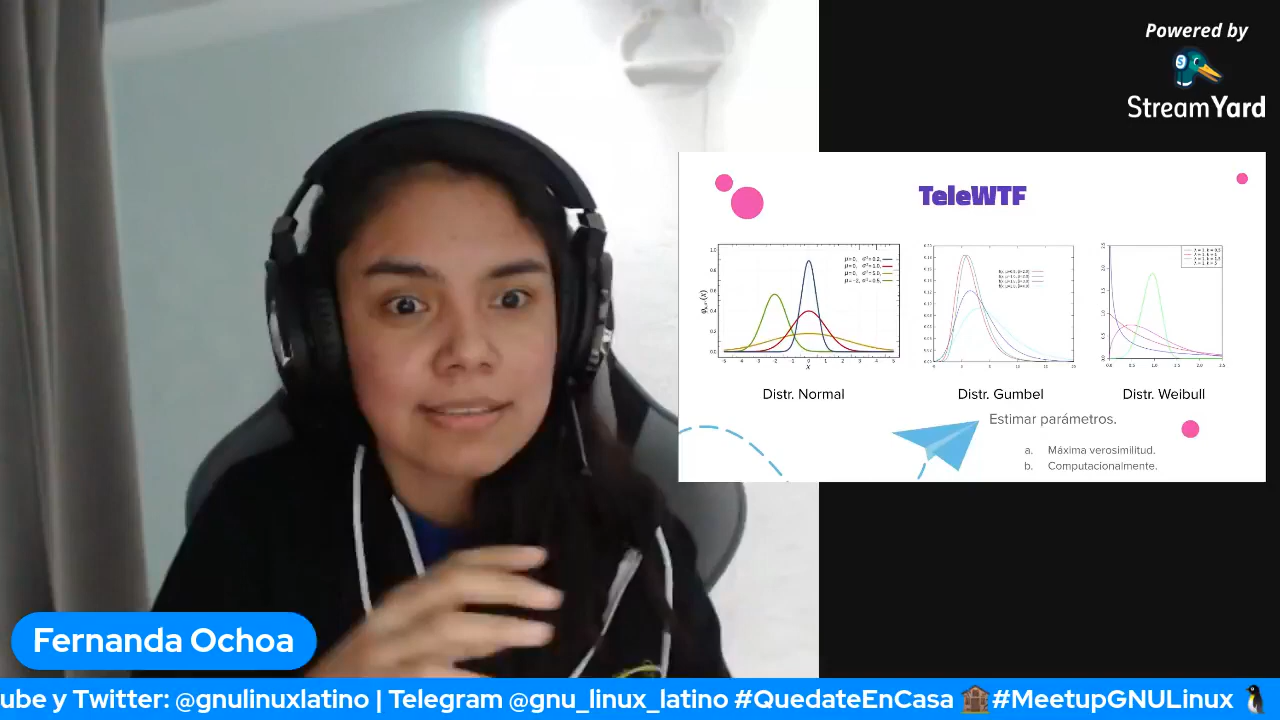 Powered by
StreamYard
TeleWTF
Distr. Normal
Distr. Gumbel
Distr. Weibull
Estimar parámetros.
a. Máxima verosimilitud.
b. Computacionalmente.
Fernanda Ochoa
ube y Twitter: @gnulinuxlatino | Telegram @gnu_linux_latino #QuedateEnCasa 🏚️#MeetupGNULinux 🐧